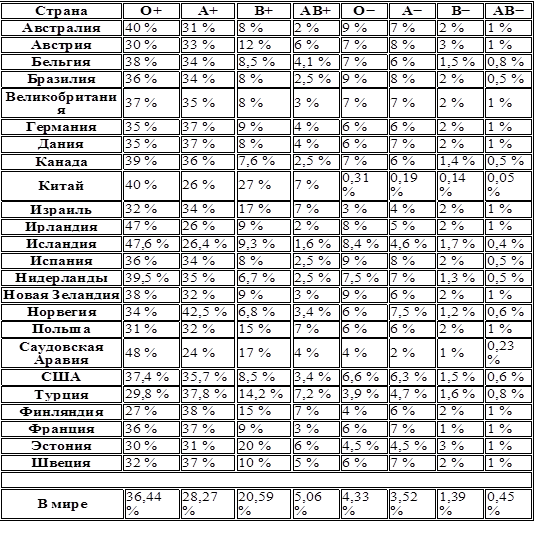 Страна O+ A+ B+ AB+ O− A− B− AB−
Австралия 40 % 31 % 8 % 2 % 9 % 7 % 2 % 1 %
Австрия 30 % 33 % 12 % 6 % 7 % 8 % 3 % 1 %
Бельгия 38 % 34 % 8,5 % 4,1 % 7 % 6 % 1,5 % 0,8 %
Бразилия 36 % 34 % 8 % 2,5 % 9 % 8 % 2 % 0,5 %
Великобритани
я 37 % 35 % 8 % 3 % 7 % 7 % 2 % 1 %
Германия 35 % 37 % 9 % 4 % 6 % 6 % 2 % 1 %
Дания 35 % 37 % 8 % 4 % 6 % 7 % 2 % 1 %
Канада 39 % 36 % 7,6 % 2,5 % 7 % 6 % 1,4 % 0,5 %
Китай 40 % 26 % 27 % 7 % 0,31 0,19 0,14 0,05
% % % %
Израиль 32 % 34 % 17 % 7 % 3 % 4 % 2 % 1 %
Ирландия 47 % 26 % 9 % 2 % 8 % 5 % 2 % 1 %
Исландия 47,6 % 26,4 % 9,3 % 1,6 % 8,4 % 4,6 % 1,7 % 0,4 %
Испания 36 % 34 % 8 % 2,5 % 9 % 8 % 2 % 0,5 %
Нидерланды 39,5 % 35 % 6,7 % 2,5 % 7,5 % 7 % 1,3 % 0,5 %
Новая Зеландия 38 % 32 % 9 % 3 % 9 % 6 % 2 % 1 %
Норвегия 34 % 42,5 % 6,8 % 3,4 % 6 % 7,5 % 1,2 % 0,6 %
Польша 31 % 32 % 15 % 7 % 6 % 6 % 2 % 1 %
Саудовская
Аравия 48 % 24 % 17 % 4 % 4 % 2 % 1 % 0,23
%
США 37,4 % 35,7 % 8,5 % 3,4 % 6,6 % 6,3 % 1,5 % 0,6 %
Турция 29,8 % 37,8 % 14,2 % 7,2 % 3,9 % 4,7 % 1,6 % 0,8 %
Финляндия 27 % 38 % 15 % 7 % 4 % 6 % 2 % 1 %
Франция 36 % 37 % 9 % 3 % 6 % 7 % 1 % 1 %
Эстония 30 % 31 % 20 % 6 % 4,5 % 4,5 % 3 % 1 %
Швеция 32 % 37 % 10 % 5 % 6 % 7 % 2 % 1 %
В мире 36,44 28,27 20,59 5,06 4,33 3,52 1,39 0,45
% % % % % % % %